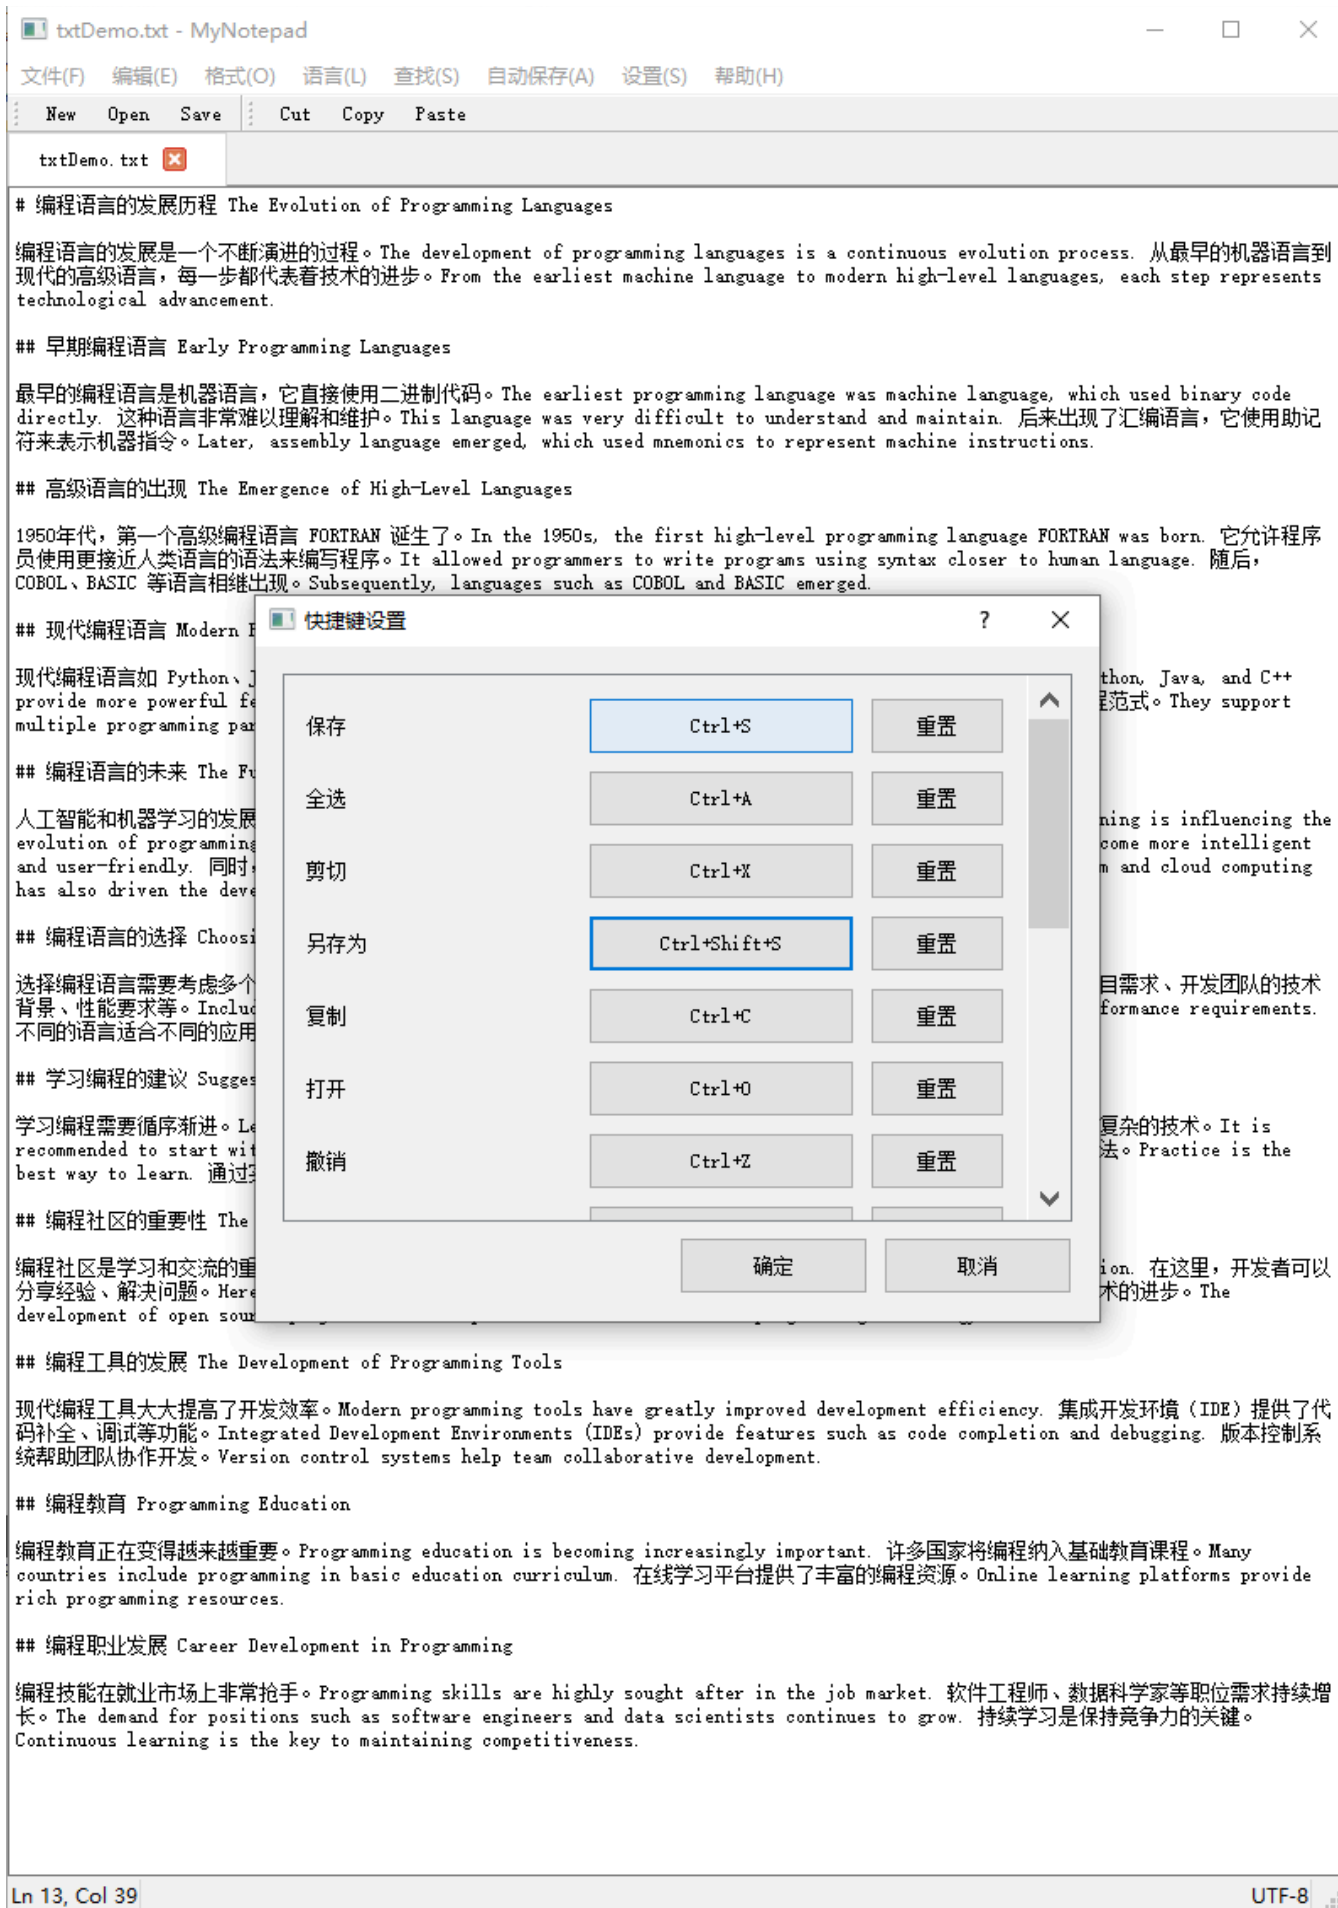 txtDemo.txt - MyNotepad
文件(F) 编辑(E) 格式(O) 语言(L) 查找(S) 自动保存(A) 设置(S) 帮助(H)
New Open Save Cut Copy Paste
txtDemo.txt
# 编程语言的发展历程 The Evolution of Programming Languages
编程语言的发展是一个不断演进的过程。The development of programming languages is a continuous evolution process. 从最早的机器语言到
现代的高级语言，每一步都代表着技术的进步。From the earliest machine language to modern high-level languages, each step represents
technological advancement.
## 早期编程语言 Early Programming Languages
最早的编程语言是机器语言，它直接使用二进制代码。The earliest programming language was machine language, which used binary code
directly. 这种语言非常难以理解和维护。This language was very difficult to understand and maintain. 后来出现了汇编语言，它使用助记
符来表示机器指令。Later, assembly language emerged, which used mnemonics to represent machine instructions.
## 高级语言的出现 The Emergence of High-Level Languages
1950年代，第一个高级编程语言 FORTRAN 诞生了。In the 1950s, the first high-level programming language FORTRAN was born. 它允许程序
员使用更接近人类语言的语法来编写程序。It allowed programmers to write programs using syntax closer to human language. 随后，
COBOL、BASIC 等语言相继出现。Subsequently, languages such as COBOL and BASIC emerged.
## 现代编程语言 Modern
现代编程语言如 Python、
thon, Java, and C++
provide more powerful
程范式。They support
multiple programming
## 编程语言的未来 The
人工智能和机器学习的发展
ning is influencing the
evolution of programming
come more intelligent
and user-friendly. 同时，
m and cloud computing
has also driven the
## 编程语言的选择
选择编程语言需要考虑多个
目需求、开发团队的技术
背景、性能要求等。
formance requirements.
不同的语言适合不同的应用
## 学习编程的建议
学习编程需要循序渐进。
复杂的技术。It is
recommended to start
法。Practice is the
best way to learn. 通过
## 编程社区的重要性 The
编程社区是学习和交流的重
ion. 在这里，开发者可以
分享经验、解决问题。Here
术的进步。The
development of open
快捷键设置 ?
保存 Ctrl+S 重置
全选 Ctrl+A 重置
剪切 Ctrl+X 重置
另存为 Ctrl+Shift+S 重置
复制 Ctrl+C 重置
打开 Ctrl+O 重置
撤销 Ctrl+Z 重置
确定 取消
## 编程工具的发展 The Development of Programming Tools
现代编程工具大大提高了开发效率。Modern programming tools have greatly improved development efficiency. 集成开发环境（IDE）提供了代
码补全、调试等功能。Integrated Development Environments (IDEs) provide features such as code completion and debugging. 版本控制系
统帮助团队协作开发。Version control systems help team collaborative development.
## 编程教育 Programming Education
编程教育正在变得越来越重要。Programming education is becoming increasingly important. 许多国家将编程纳入基础教育课程。Many
countries include programming in basic education curriculum. 在线学习平台提供了丰富的编程资源。Online learning platforms provide
rich programming resources.
## 编程职业发展 Career Development in Programming
编程技能在就业市场上非常抢手。Programming skills are highly sought after in the job market. 软件工程师、数据科学家等职位需求持续增
长。The demand for positions such as software engineers and data scientists continues to grow. 持续学习是保持竞争力的关键。
Continuous learning is the key to maintaining competitiveness.
Ln 13, Col 39
UTF-8